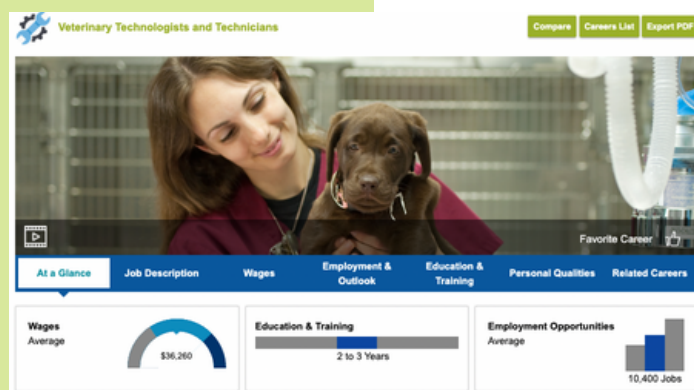 Veterinary Technologists and Technicians
Compare
Careers List
Export PDF
Favorite Career
At a Glance
Job Description
Wages
Employment &
Outlook
Education &
Training
Personal Qualities
Related Careers
Wages
Average
$36,260
Education & Training
2 to 3 Years
Employment Opportunities
Average
10,400 Jobs